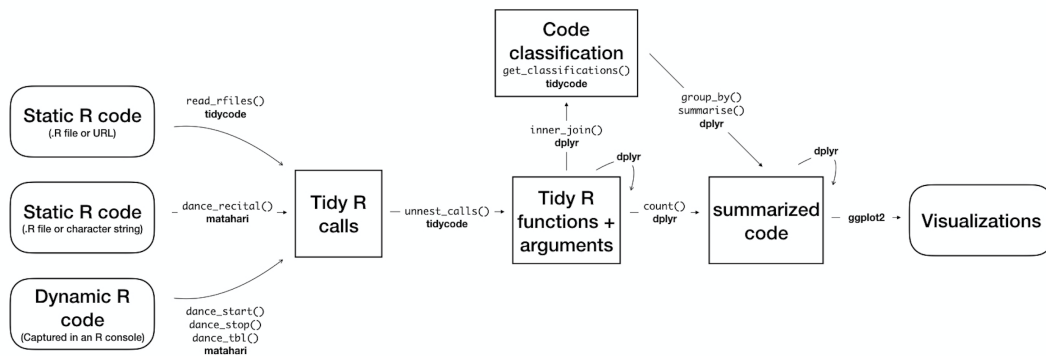 Static R code
(.R file or URL)
read_rfiles()
tidycode
Static R code
(.R file or character string)
dance_recital()
matahari
Dynamic R
code
(Captured in an R console)
dance_start()
dance_stop()
dance_tbl()
matahari
Tidy R
calls
unnest_calls()
tidycode
Code
classification
get_classifications()
tidycode
inner_join()
dplyr
dplyr
Tidy R
functions +
arguments
group_by()
summarise()
dplyr
count()
dplyr
dplyr
summarized
code
ggplot2
Visualizations